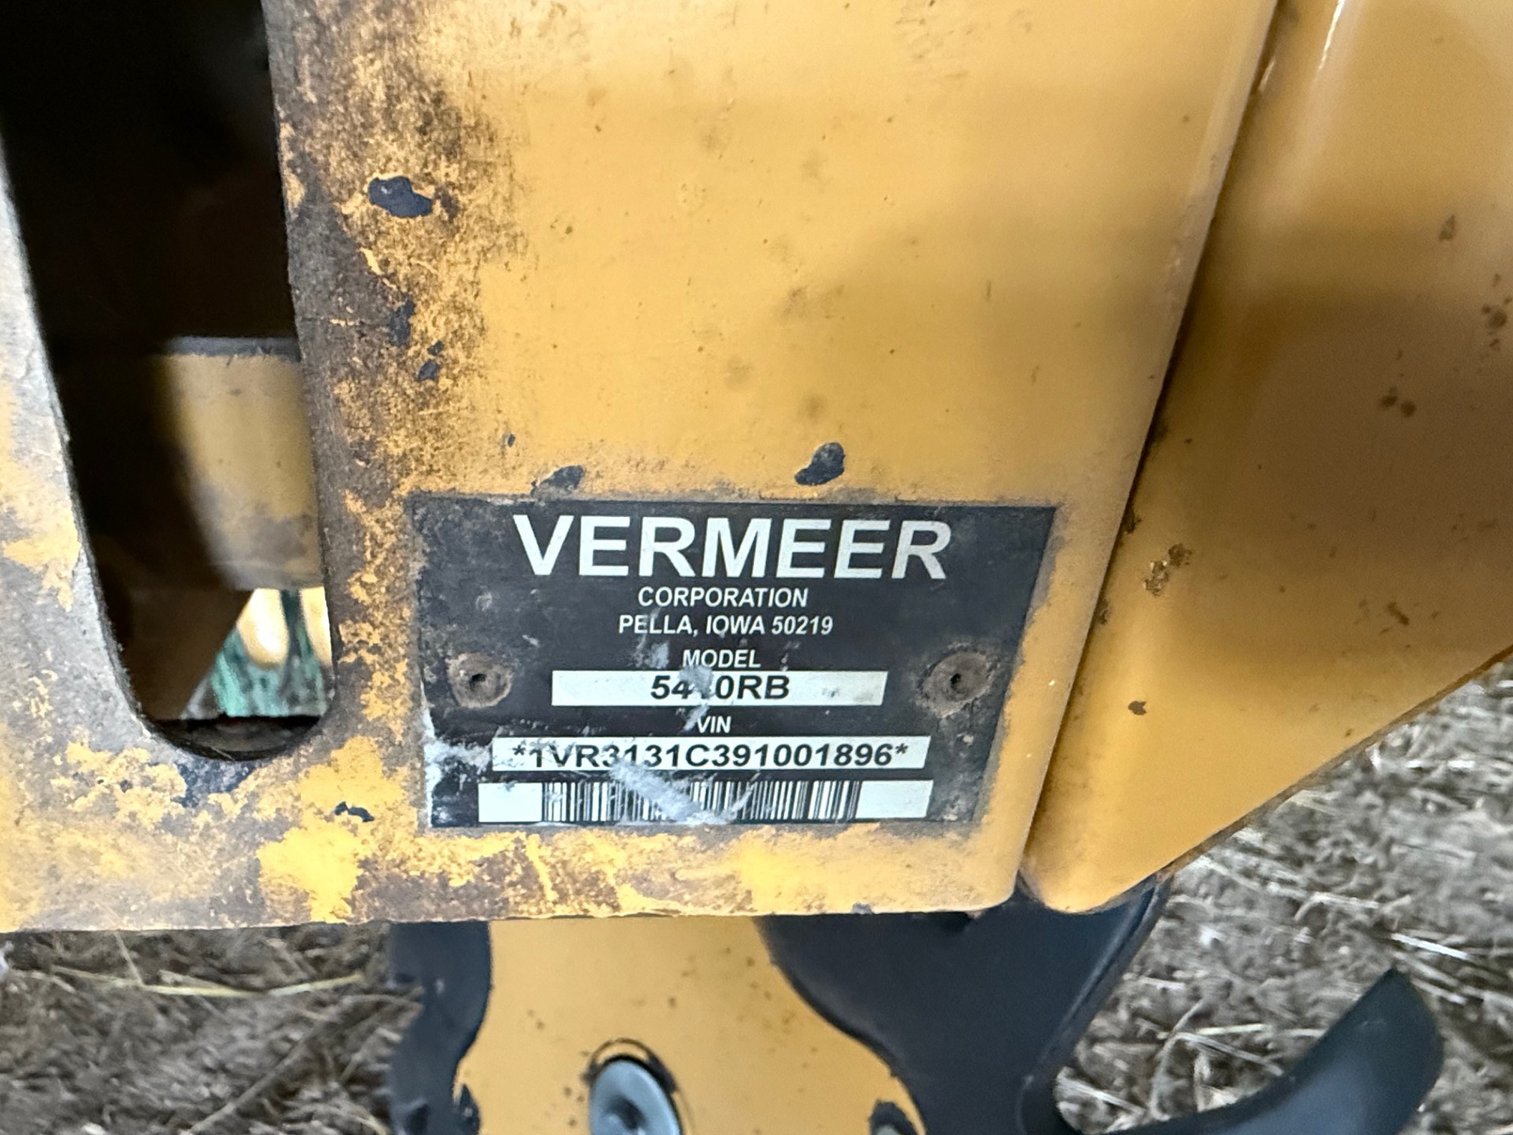 VERMEER
CORPORATION
PELLA, IOWA 50219
MODEL
VIN
*1VR3131C391001896*